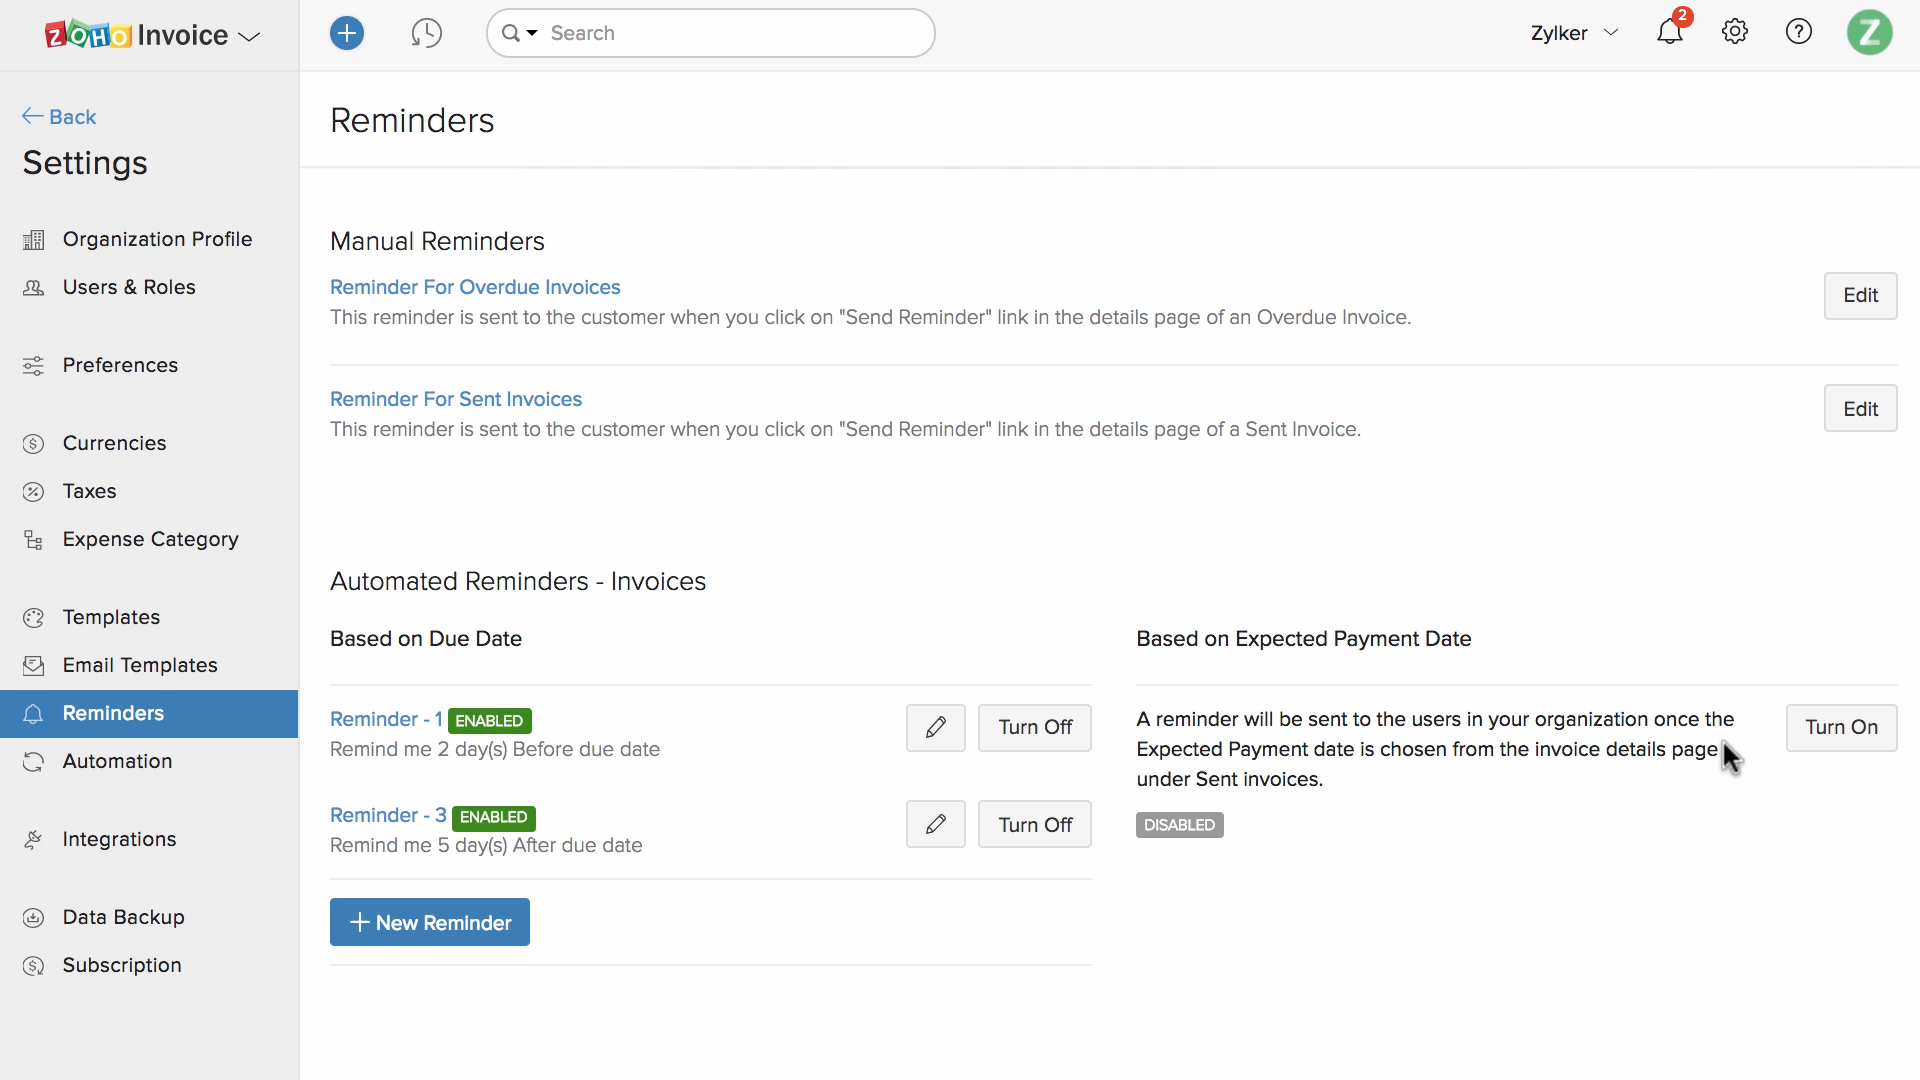 ZOHO Invoice
Search
Zylker
2
Z
Back
Settings
Organization Profile
Users & Roles
Preferences
Currencies
Taxes
Expense Category
Templates
Email Templates
Reminders
Automation
Integrations
Data Backup
Subscription
Reminders
Manual Reminders
Reminder For Overdue Invoices
Edit
This reminder is sent to the customer when you click on "Send Reminder" link in the details page of an Overdue Invoice.
Reminder For Sent Invoices
Edit
This reminder is sent to the customer when you click on "Send Reminder" link in the details page of a Sent Invoice.
Automated Reminders - Invoices
Based on Due Date
Reminder - 1 ENABLED
Turn Off
Remind me 2 day(s) Before due date
Reminder - 3 ENABLED
Turn Off
Remind me 5 day(s) After due date
+ New Reminder
Based on Expected Payment Date
A reminder will be sent to the users in your organization once the
Expected Payment date is chosen from the invoice details page
under Sent invoices.
Turn On
DISABLED